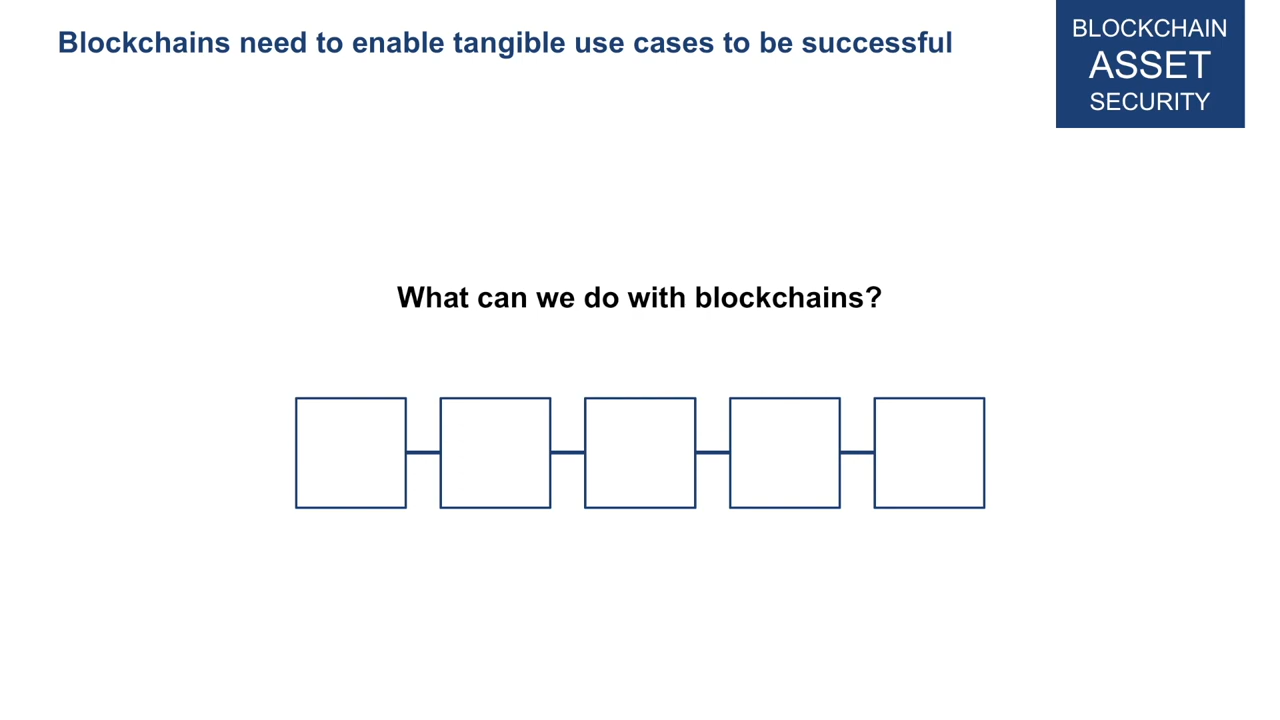 Blockchains need to enable tangible use cases to be successful
BLOCKCHAIN
ASSET
SECURITY
What can we do with blockchains?